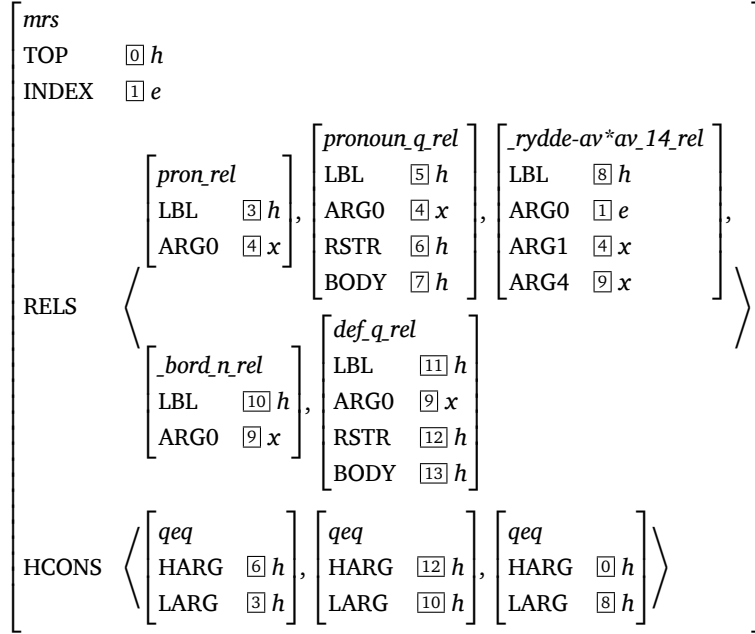 mrs
TOP 0 h
INDEX 1 e
RELS ⟨ [pron_rel LBL 3 h ARG0 4 x], [pronoun_q_rel LBL 5 h ARG0 4 x RSTR 6 h BODY 7 h], [_rydde-av*av_14_rel LBL 8 h ARG0 1 e ARG1 4 x ARG4 9 x],
[_bord_n_rel LBL 10 h ARG0 9 x], [def_q_rel LBL 11 h ARG0 9 x RSTR 12 h BODY 13 h] ⟩
HCONS ⟨ [qeq HARG 6 h LARG 3 h], [qeq HARG 12 h LARG 10 h], [qeq HARG 0 h LARG 8 h] ⟩